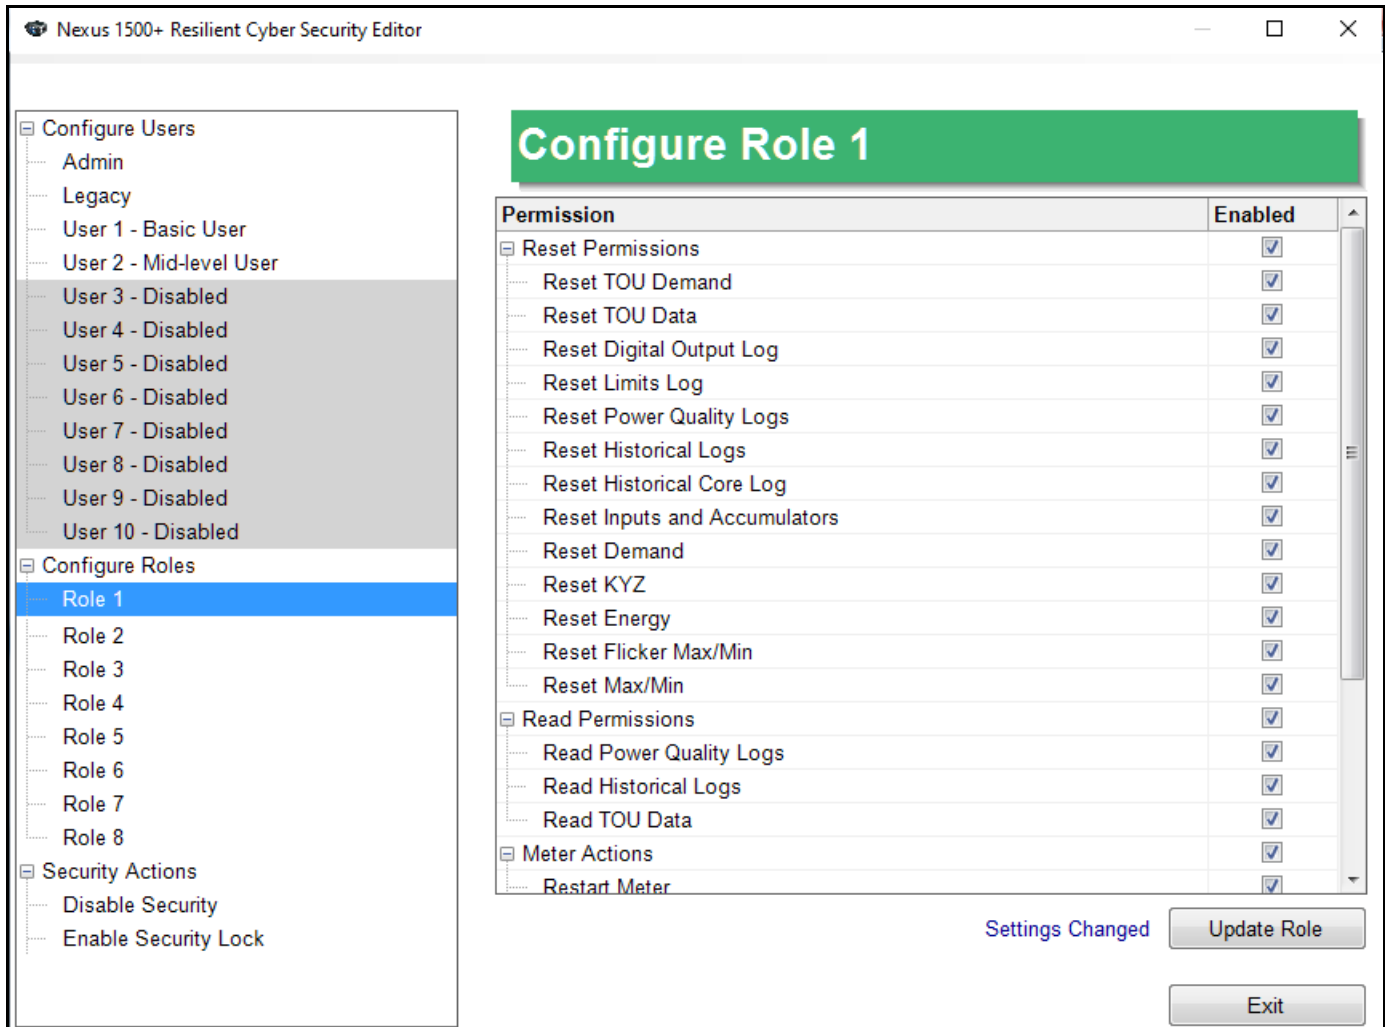 Nexus 1500+ Resilient Cyber Security Editor
Configure Users
Admin
Legacy
User 1 - Basic User
User 2 - Mid-level User
User 3 - Disabled
User 4 - Disabled
User 5 - Disabled
User 6 - Disabled
User 7 - Disabled
User 8 - Disabled
User 9 - Disabled
User 10 - Disabled
Configure Roles
Role 1
Role 2
Role 3
Role 4
Role 5
Role 6
Role 7
Role 8
Security Actions
Disable Security
Enable Security Lock
Configure Role 1
Permission Enabled
Reset Permissions
Reset TOU Demand
Reset TOU Data
Reset Digital Output Log
Reset Limits Log
Reset Power Quality Logs
Reset Historical Logs
Reset Historical Core Log
Reset Inputs and Accumulators
Reset Demand
Reset KYZ
Reset Energy
Reset Flicker Max/Min
Reset Max/Min
Read Permissions
Read Power Quality Logs
Read Historical Logs
Read TOU Data
Meter Actions
Restart Meter
Settings Changed Update Role
Exit